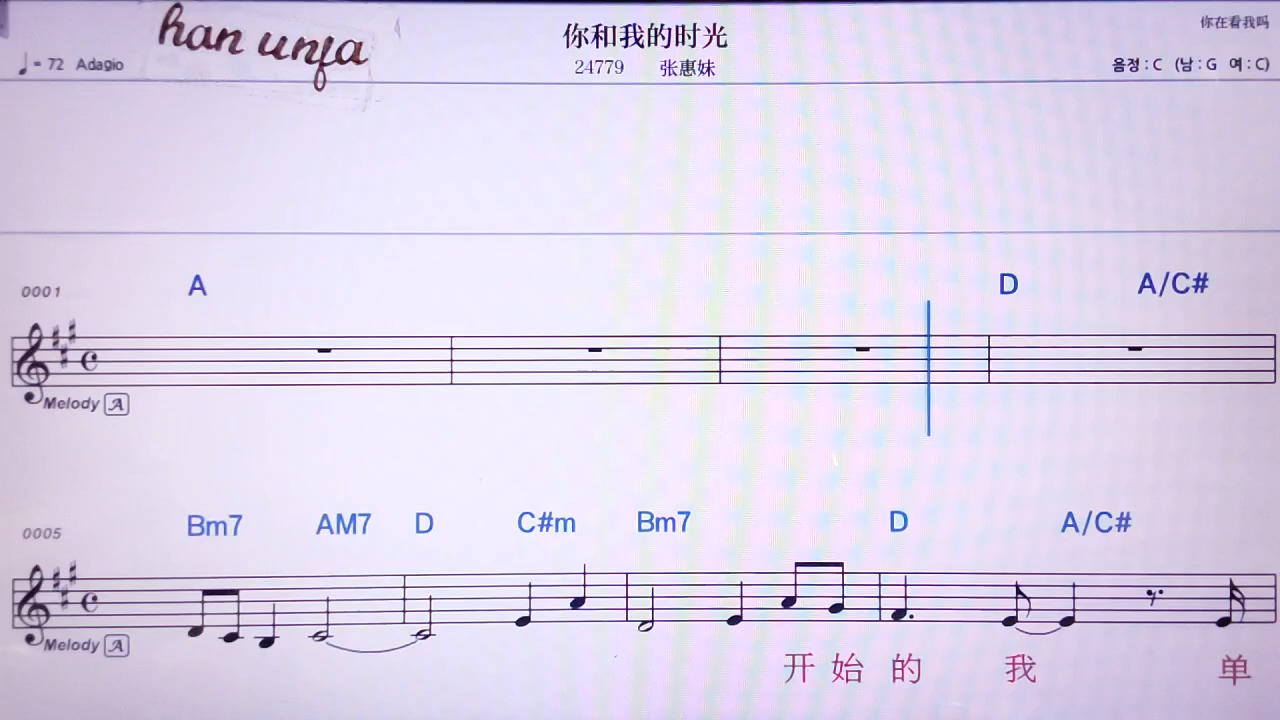 han unfa
你和我的时光
你在看我吗
♩= 72 Adagio
24779 张惠妹
음정 : C (남 : G 여 : C)
0001 A D A/C#
Melody A
0005 Bm7 AM7 D C#m Bm7 D A/C#
Melody A
开 始 的 我 单